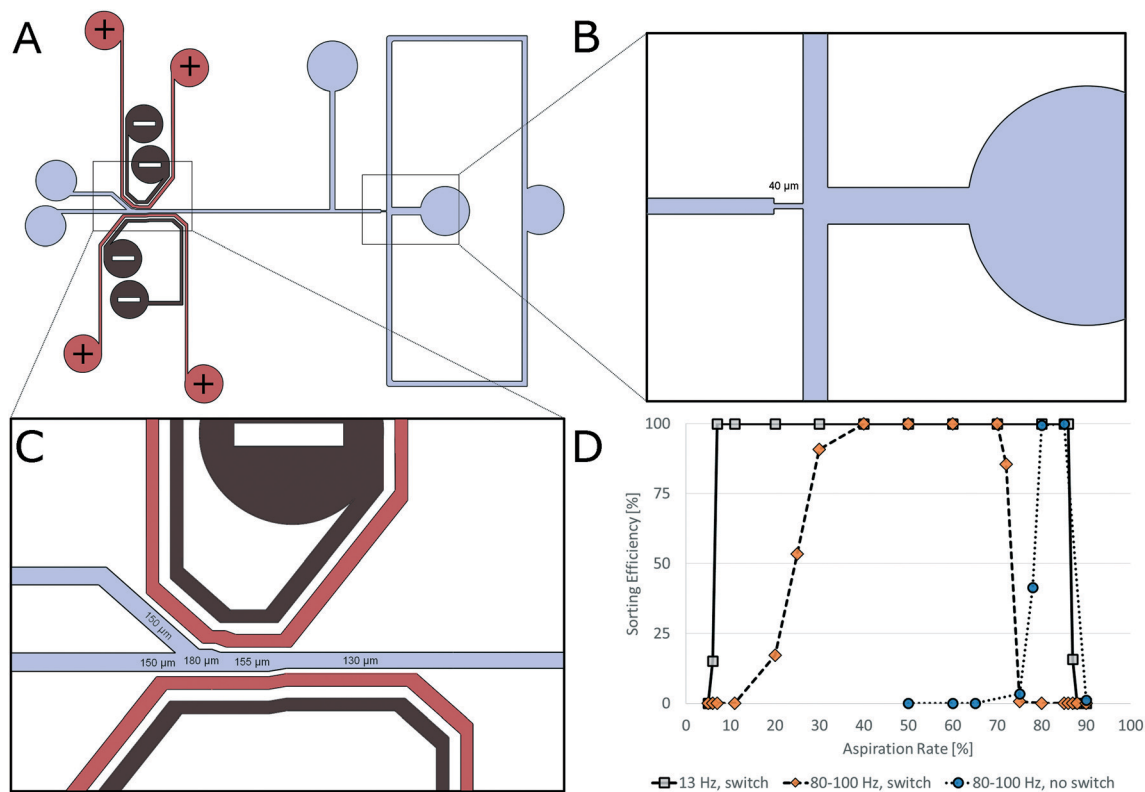 A
B
+
+
−
−
−
−
+
+
40 µm
C
150 µm
150 µm
180 µm
155 µm
130 µm
D
Sorting Efficiency [%]
100
75
50
25
0
0 10 20 30 40 50 60 70 80 90 100
Aspiration Rate [%]
13 Hz, switch
80-100 Hz, switch
80-100 Hz, no switch